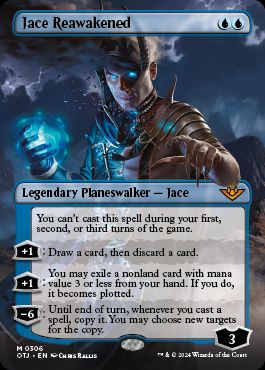 Jace Reawakened
Legendary Planeswalker — Jace
You can't cast this spell during your first,
second, or third turns of the game.
+1: Draw a card, then discard a card.
+1: You may exile a nonland card with mana
value 3 or less from your hand. If you do,
it becomes plotted.
-6: Until end of turn, whenever you cast a
spell, copy it. You may choose new targets
for the copy.
3
M 0306
OTJ • EN Chris Rallis
™ & © 2024 Wizards of the Coast